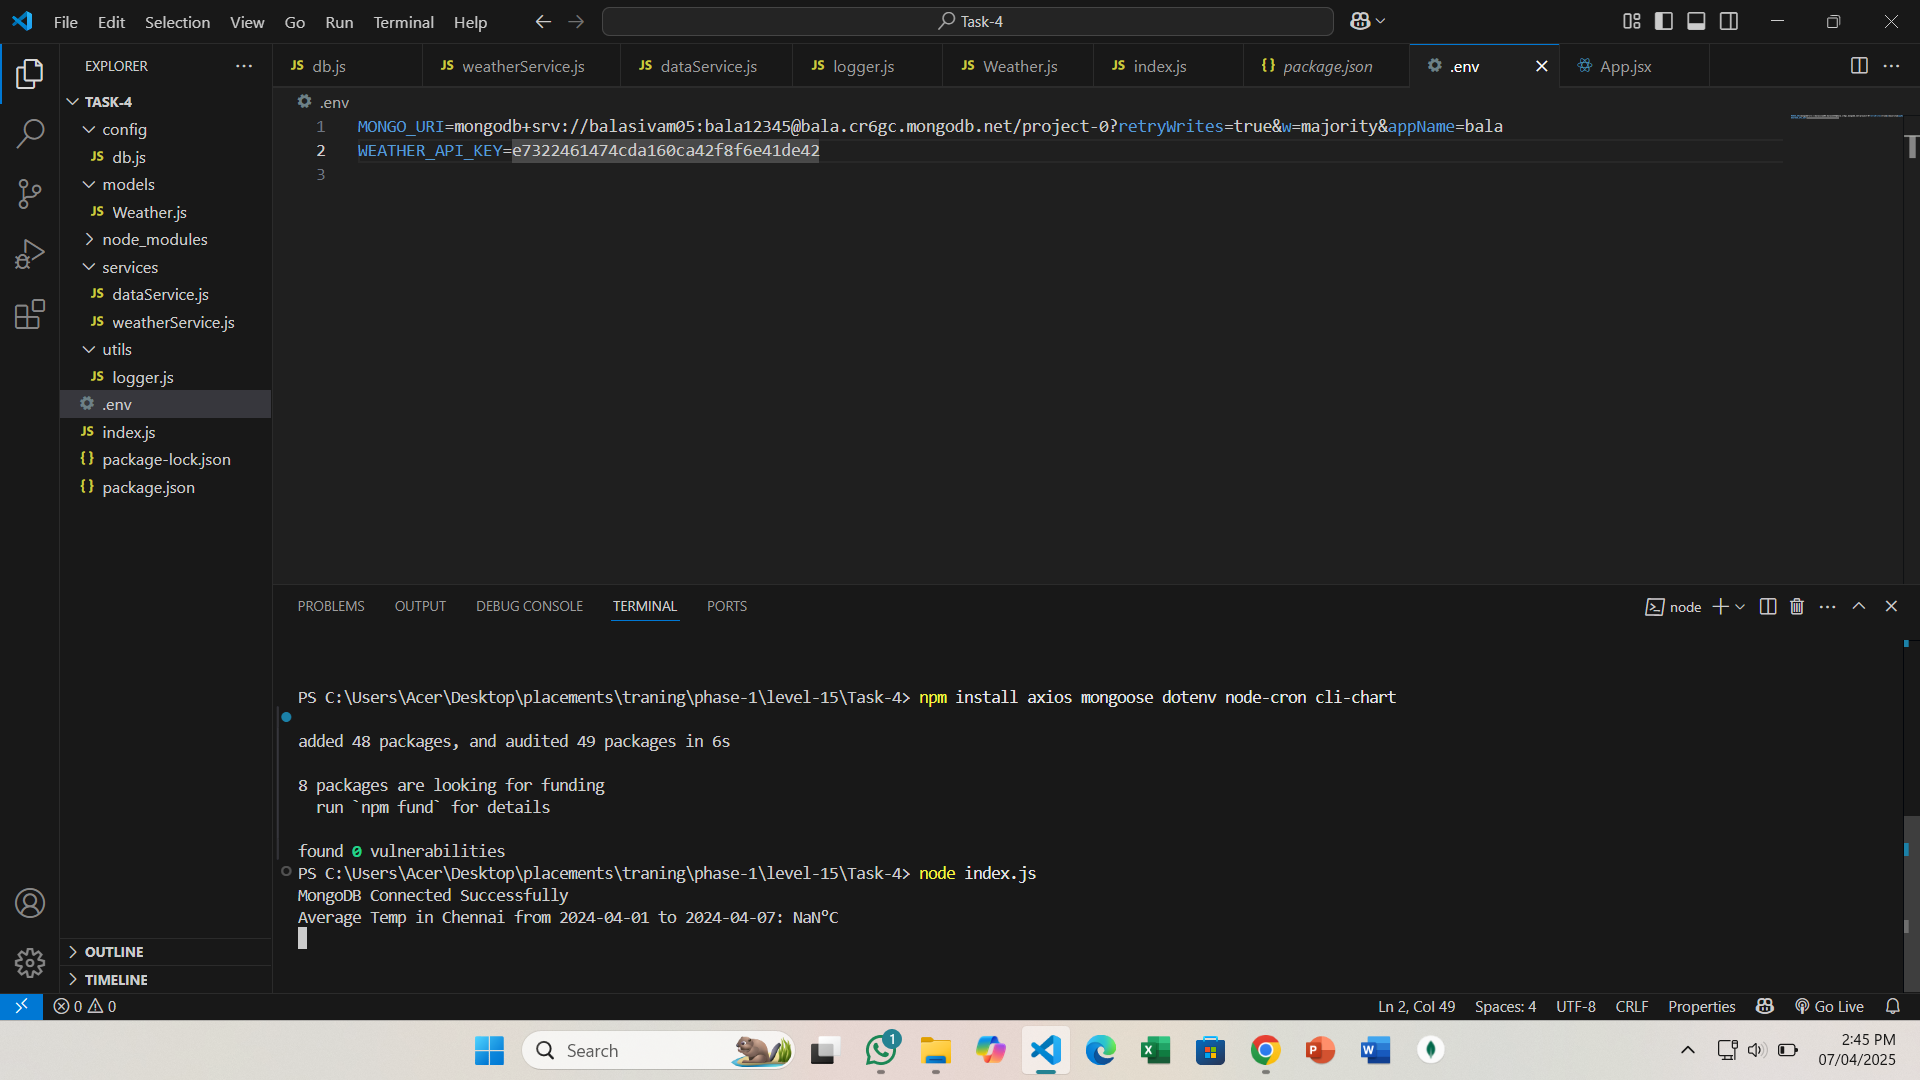 File Edit Selection View Go Run Terminal Help
Task-4
EXPLORER
TASK-4
config
JS db.js
models
JS Weather.js
node_modules
services
JS dataService.js
JS weatherService.js
utils
JS logger.js
.env
JS index.js
{} package-lock.json
{} package.json
OUTLINE
TIMELINE
JS db.js JS weatherService.js JS dataService.js JS logger.js JS Weather.js JS index.js {} package.json .env App.jsx
.env
1 MONGO_URI=mongodb+srv://balasivam05:bala12345@bala.cr6gc.mongodb.net/project-0?retryWrites=true&w=majority&appName=bala
2 WEATHER_API_KEY=e7322461474cda160ca42f8f6e41de42
3
PROBLEMS OUTPUT DEBUG CONSOLE TERMINAL PORTS
node
PS C:\Users\Acer\Desktop\placements\traning\phase-1\level-15\Task-4> npm install axios mongoose dotenv node-cron cli-chart
added 48 packages, and audited 49 packages in 6s
8 packages are looking for funding
run `npm fund` for details
found 0 vulnerabilities
PS C:\Users\Acer\Desktop\placements\traning\phase-1\level-15\Task-4> node index.js
MongoDB Connected Successfully
Average Temp in Chennai from 2024-04-01 to 2024-04-07: NaN°C
0 0
Ln 2, Col 49 Spaces: 4 UTF-8 CRLF Properties Go Live
Search
1
2:45 PM
07/04/2025